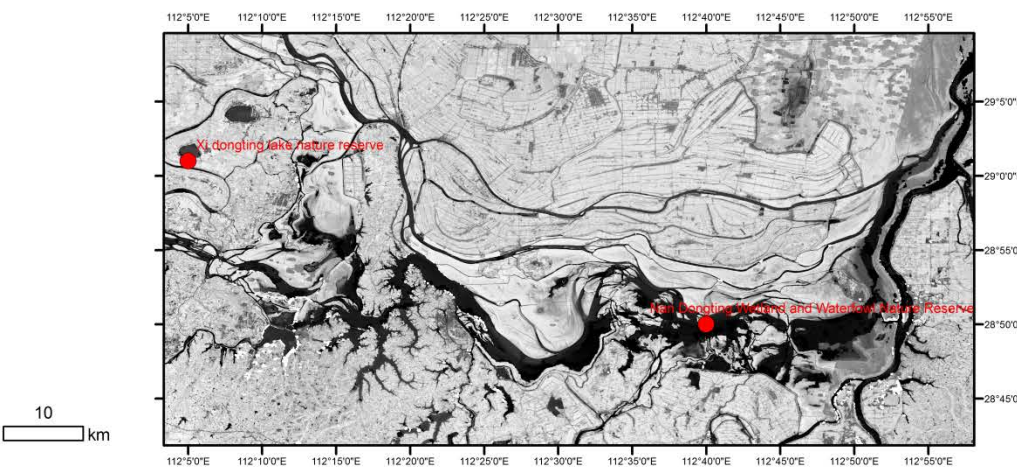 112°5'0"E 112°10'0"E 112°15'0"E 112°20'0"E 112°25'0"E 112°30'0"E 112°35'0"E 112°40'0"E 112°45'0"E 112°50'0"E 112°55'0"E
29°5'0"
Xi dongting lake nature reserve
29°0'0"
28°55'0
Nan Dongting Wetland and Waterfowl Nature Reserve
28°50'0
28°45'0
10
km
112°5'0"E 112°10'0"E 112°15'0"E 112°20'0"E 112°25'0"E 112°30'0"E 112°35'0"E 112°40'0"E 112°45'0"E 112°50'0"E 112°55'0"E